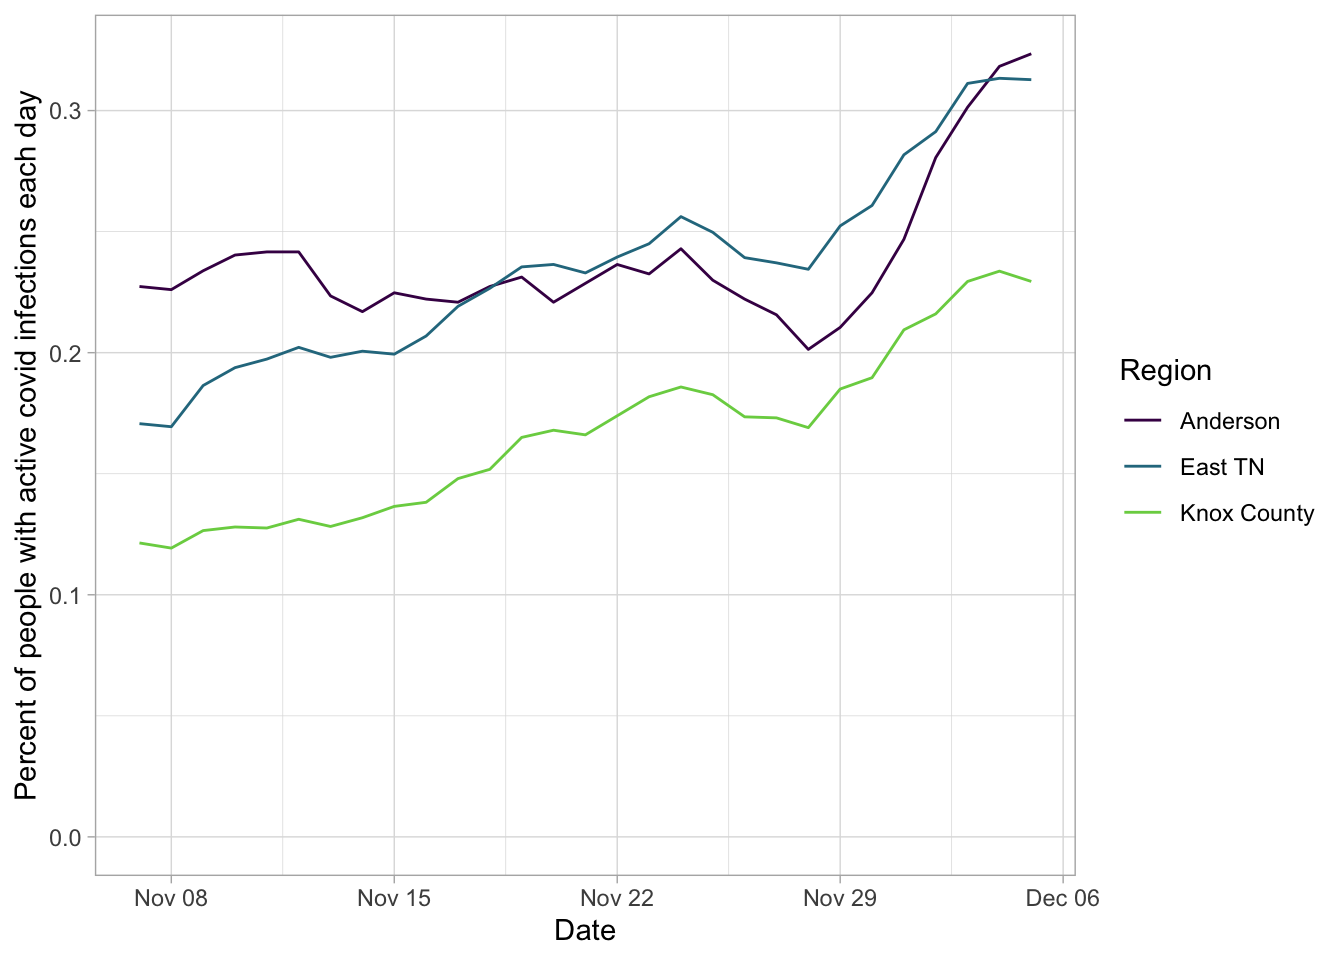 Percent of people with active covid infections each day
0.3
0.2
0.1
0.0
Nov 08
Nov 15
Nov 22
Nov 29
Dec 06
Date
Region
Anderson
East TN
Knox County